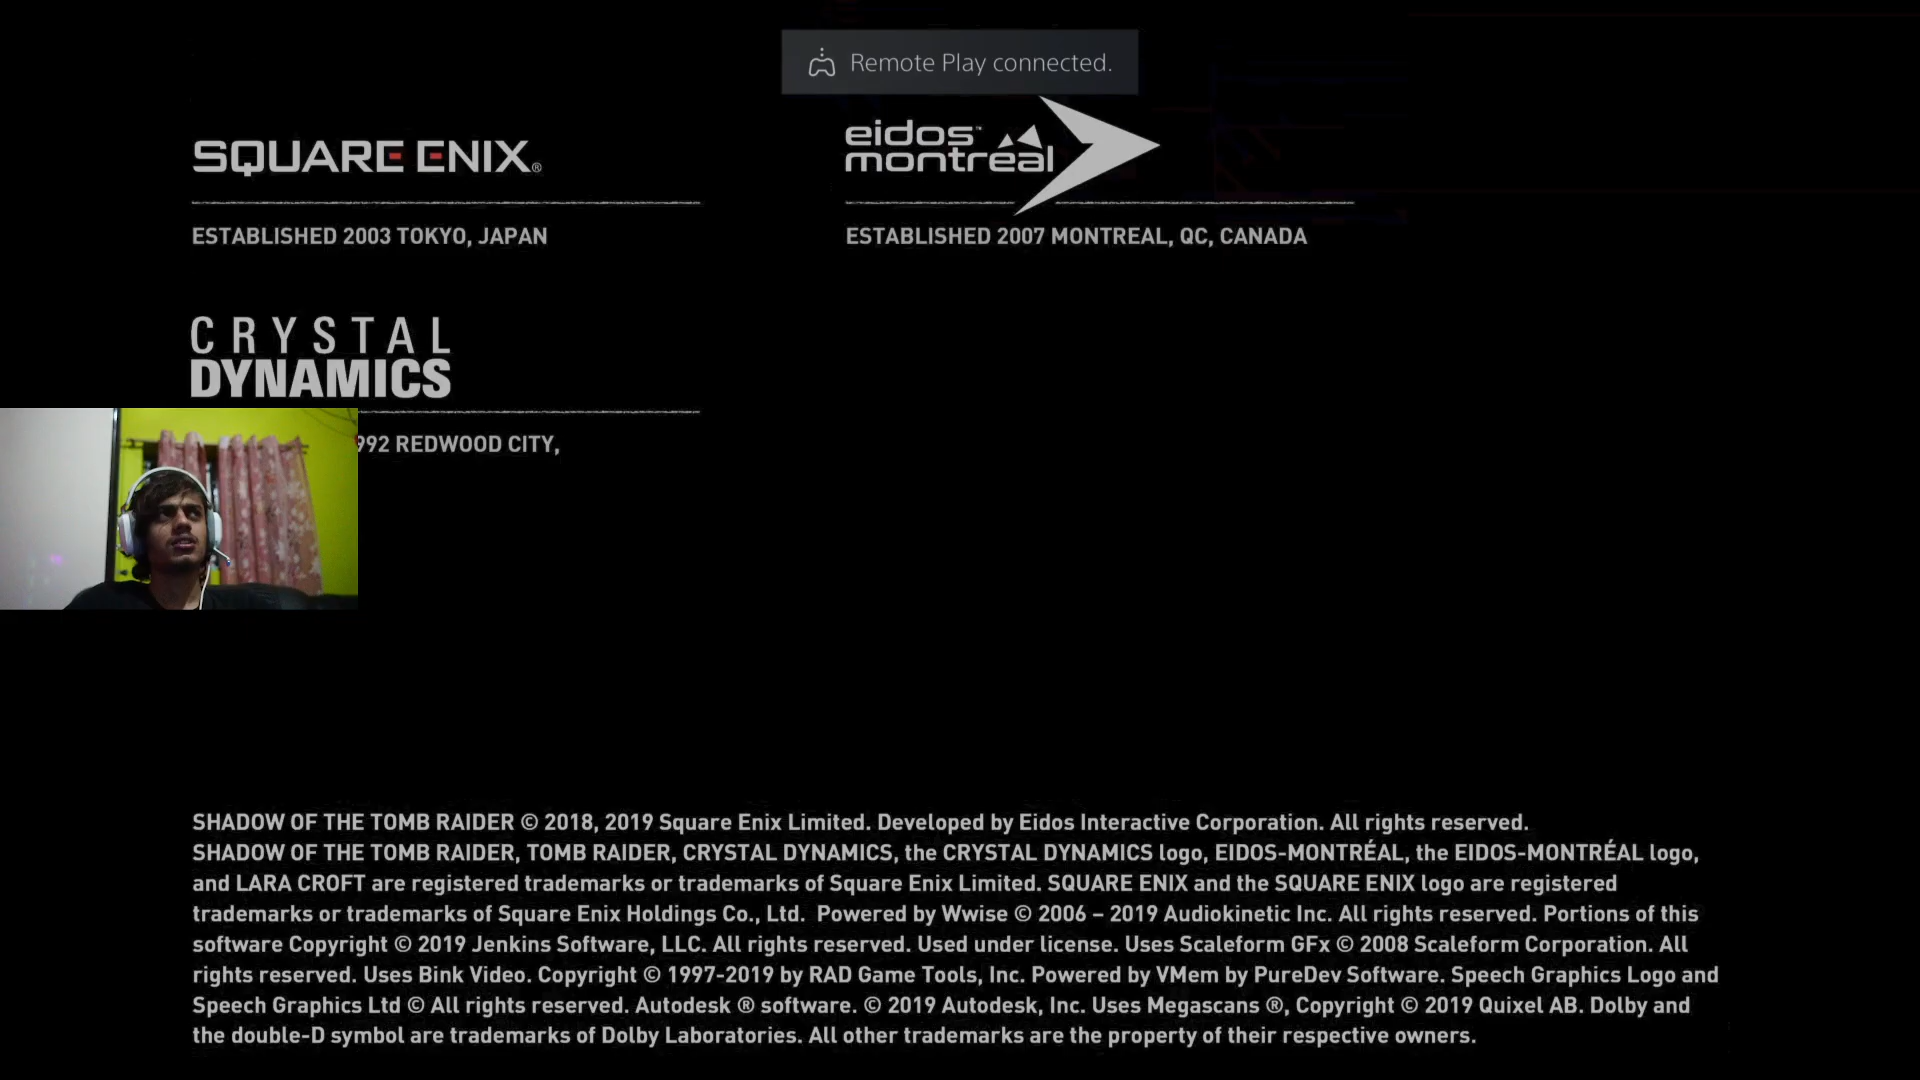 Remote Play connected.
SQUARE ENIX®
eidos™
montréal
ESTABLISHED 2003 TOKYO, JAPAN
ESTABLISHED 2007 MONTREAL, QC, CANADA
CRYSTAL
DYNAMICS
992 REDWOOD CITY,
SHADOW OF THE TOMB RAIDER © 2018, 2019 Square Enix Limited. Developed by Eidos Interactive Corporation. All rights reserved.
SHADOW OF THE TOMB RAIDER, TOMB RAIDER, CRYSTAL DYNAMICS, the CRYSTAL DYNAMICS logo, EIDOS-MONTRÉAL, the EIDOS-MONTRÉAL logo,
and LARA CROFT are registered trademarks or trademarks of Square Enix Limited. SQUARE ENIX and the SQUARE ENIX logo are registered
trademarks or trademarks of Square Enix Holdings Co., Ltd.  Powered by Wwise © 2006 – 2019 Audiokinetic Inc. All rights reserved. Portions of this
software Copyright © 2019 Jenkins Software, LLC. All rights reserved. Used under license. Uses Scaleform GFx © 2008 Scaleform Corporation. All
rights reserved. Uses Bink Video. Copyright © 1997-2019 by RAD Game Tools, Inc. Powered by VMem by PureDev Software. Speech Graphics Logo and
Speech Graphics Ltd © All rights reserved. Autodesk ® software. © 2019 Autodesk, Inc. Uses Megascans ®, Copyright © 2019 Quixel AB. Dolby and
the double-D symbol are trademarks of Dolby Laboratories. All other trademarks are the property of their respective owners.